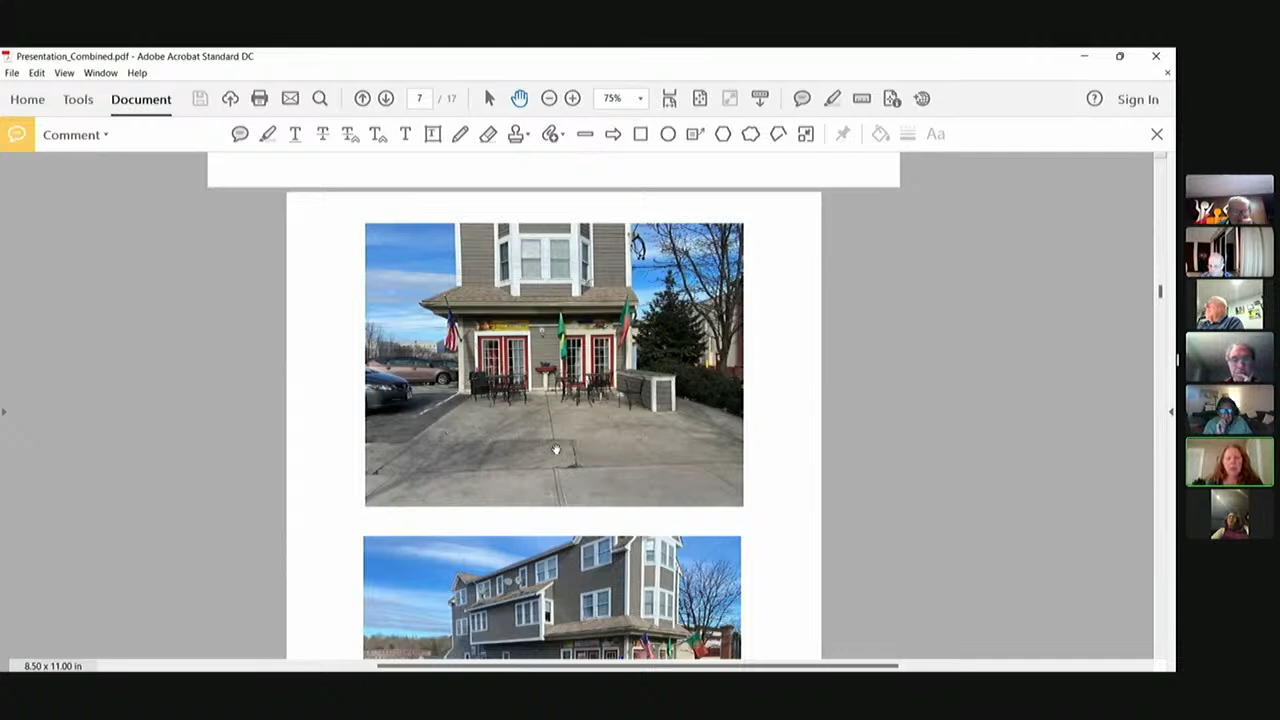 Presentation_Combined.pdf - Adobe Acrobat Standard DC
File Edit View Window Help
Home Tools Document 7 / 17 75% Sign In
Comment Aa
8.50 x 11.00 in